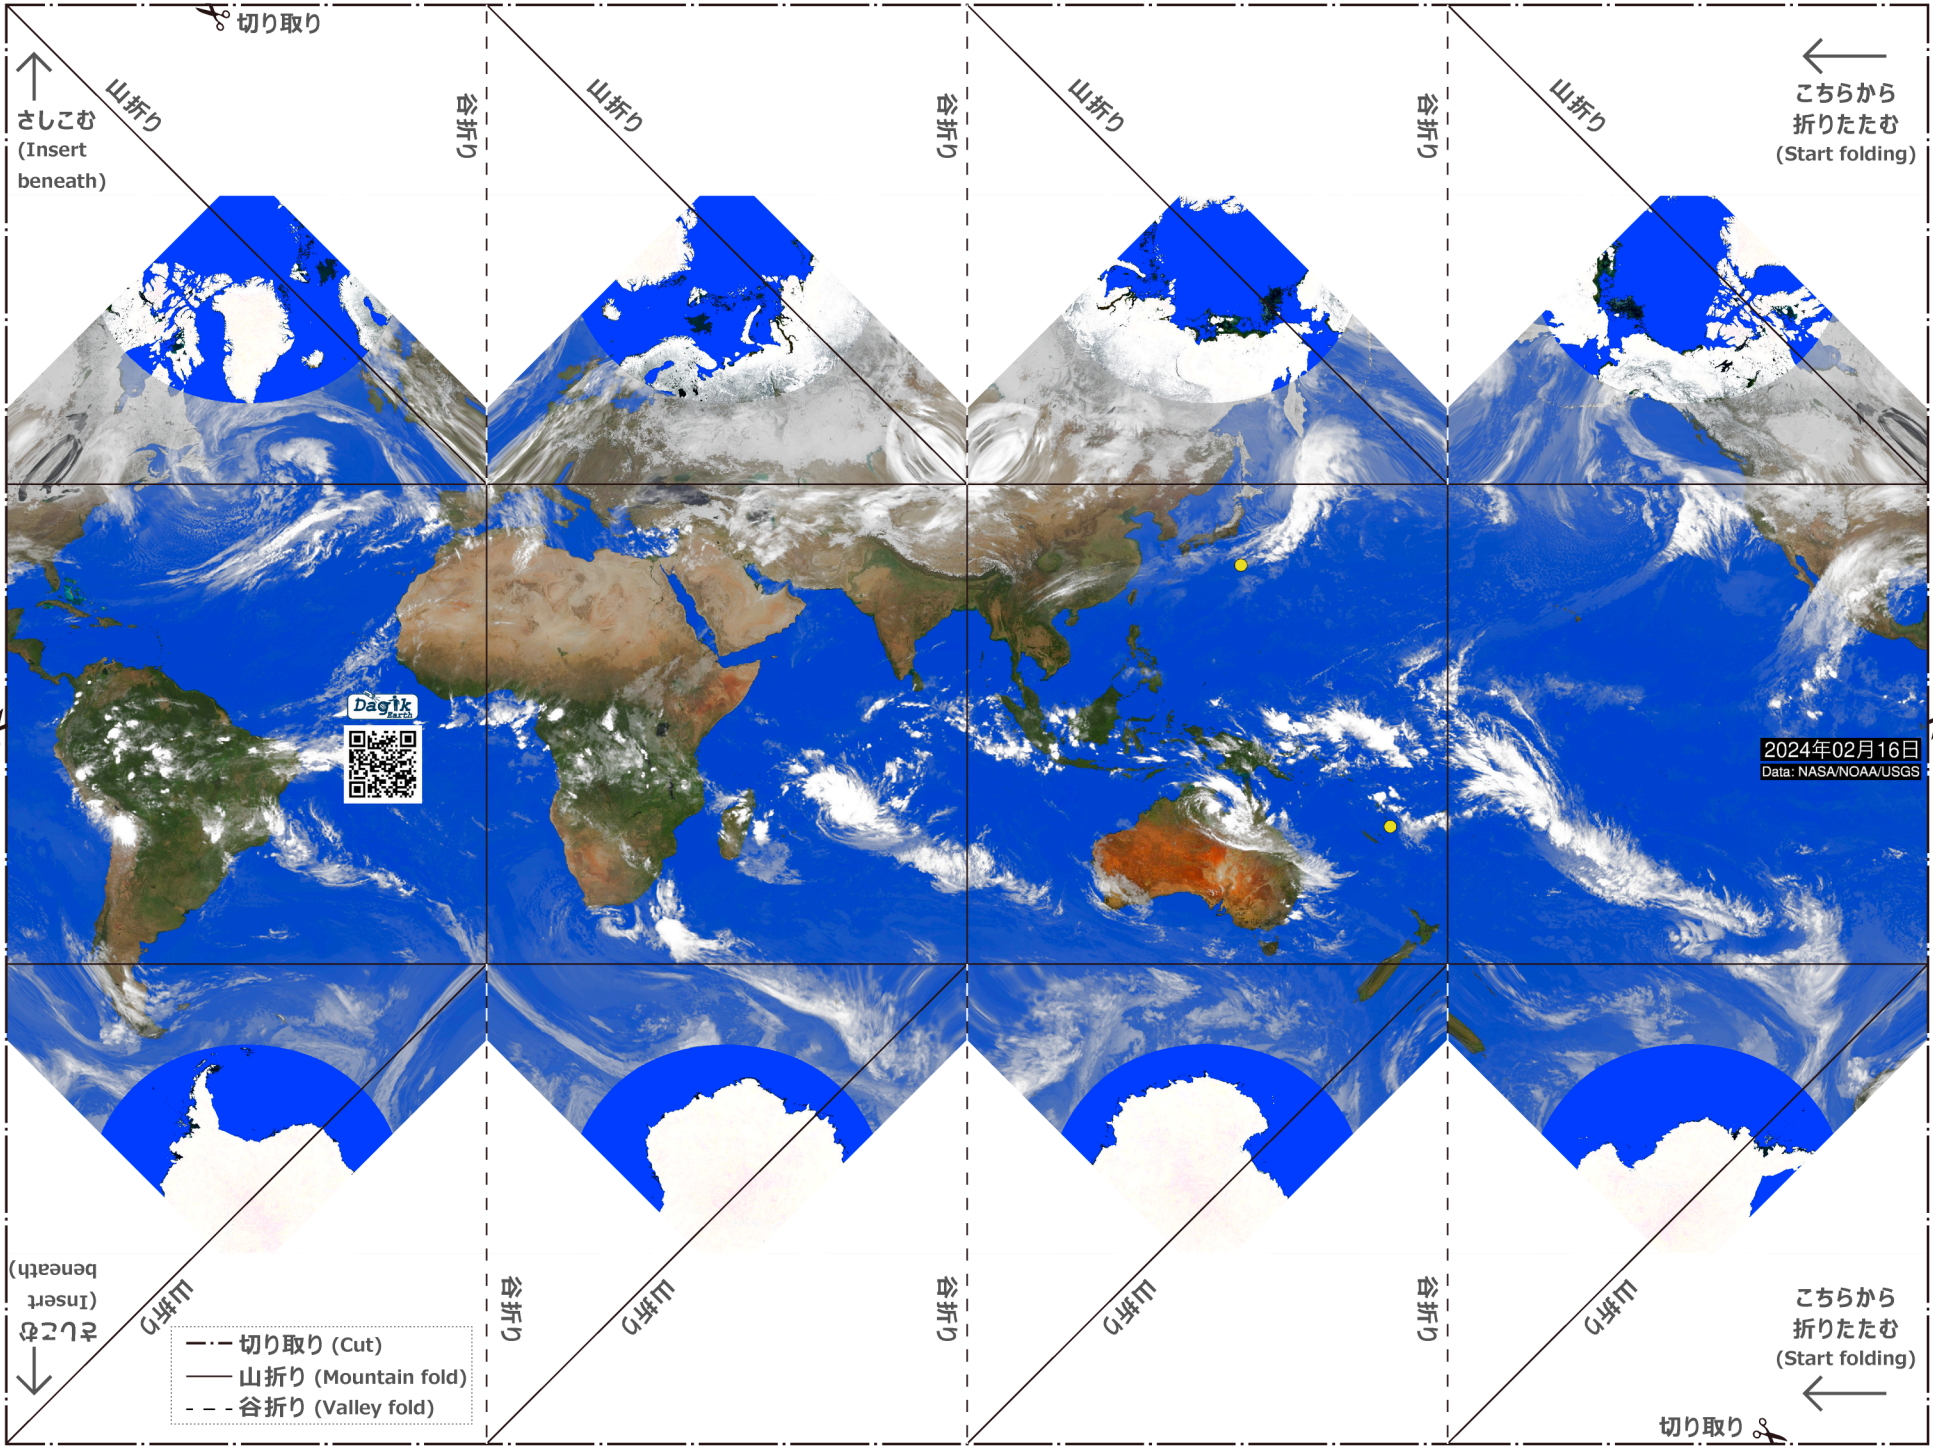 切り取り
山折り
谷折り
山折り
谷折り
山折り
谷折り
山折り
さしこむ
(Insert
beneath)
こちらから
折りたたむ
(Start folding)
Dagik
Earth
2024年02月16日
Data: NASA/NOAA/USGS
さしこむ
(Insert
beneath)
山折り
谷折り
山折り
谷折り
山折り
谷折り
山折り
切り取り (Cut)
山折り (Mountain fold)
谷折り (Valley fold)
こちらから
折りたたむ
(Start folding)
切り取り